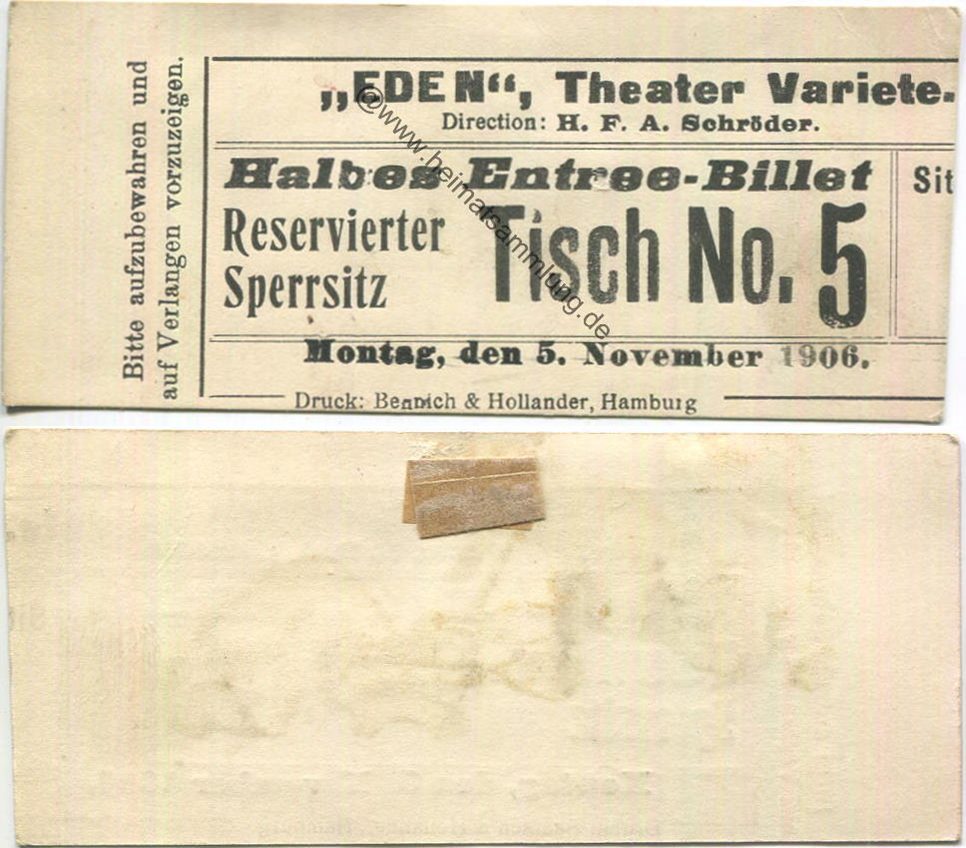 Bitte aufzubewahren und
auf Verlangen vorzuzeigen.
„EDEN“, Theater Variete.
Direction: H. F. A. Schröder.
Halbes Entree-Billet
Sit
Reservierter
Sperrsitz
Tisch No. 5
Montag, den 5. November 1906.
Druck: Bennich & Hollander, Hamburg
@www.heimatsammlung.de